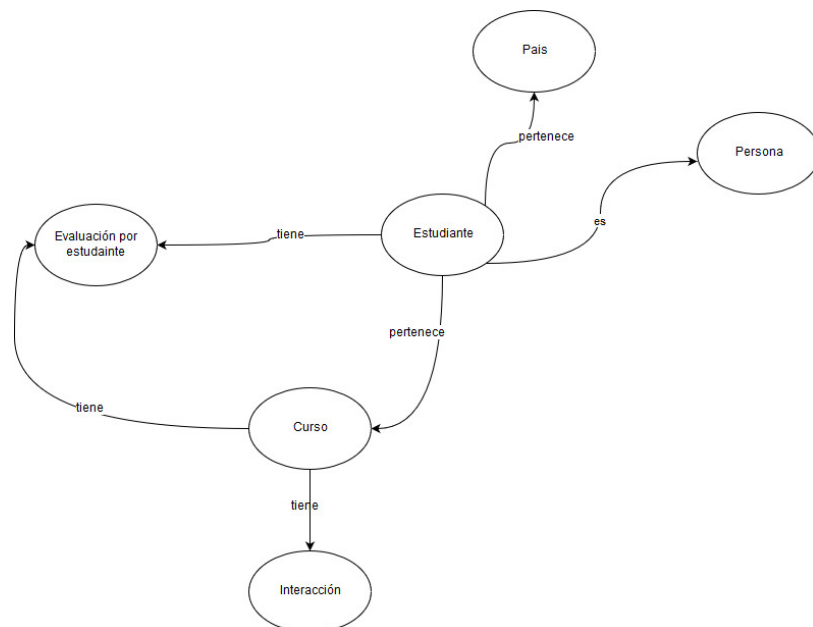 Pais
pertenece
Persona
es
Estudiante
tiene
Evaluación por
estudainte
pertenece
tiene
Curso
tiene
Interacción